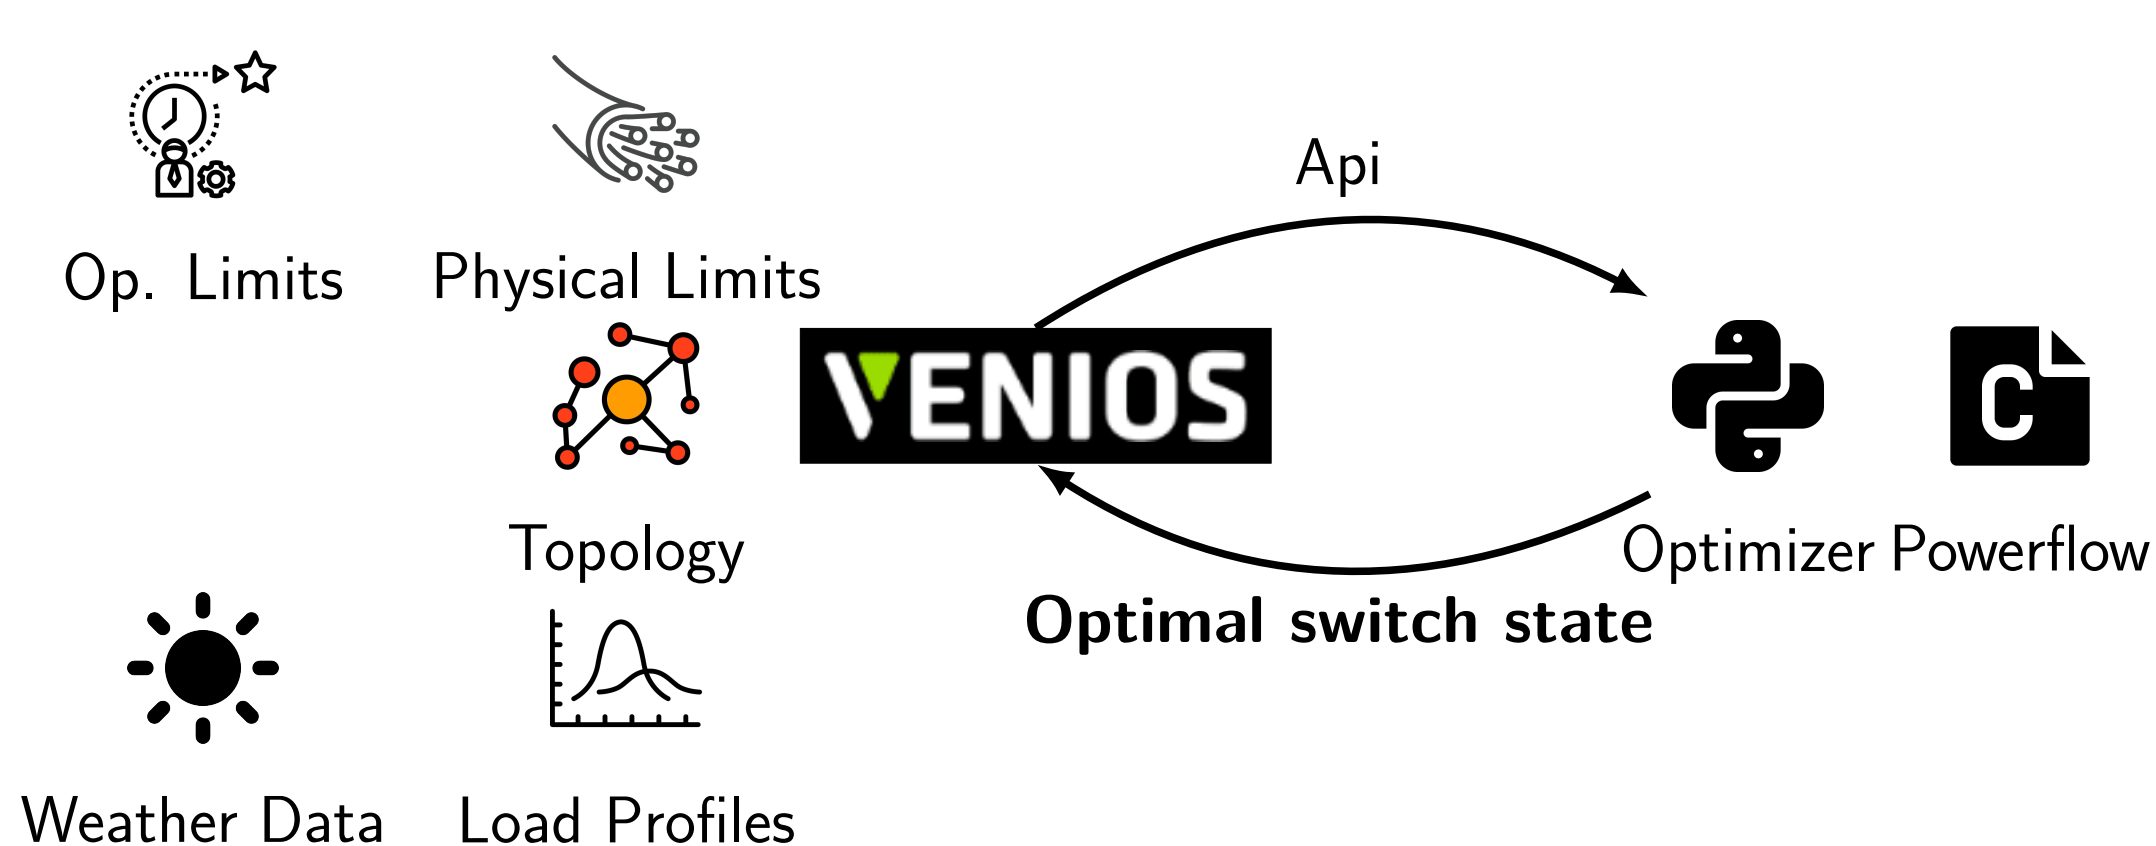 Op. Limits
Physical Limits
Api
VENIOS
C
Topology
Optimizer
Powerflow
Optimal switch state
Weather Data
Load Profiles